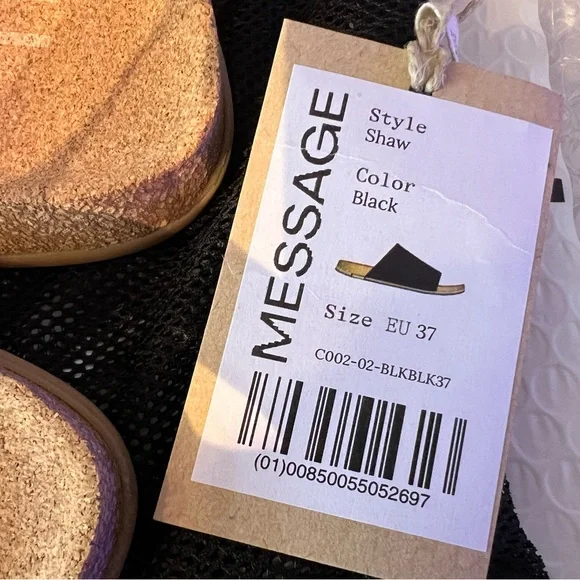 MESSAGE
Style
Shaw
Color
Black
Size EU 37
C002-02-BLKBLK37
(01)00850055052697